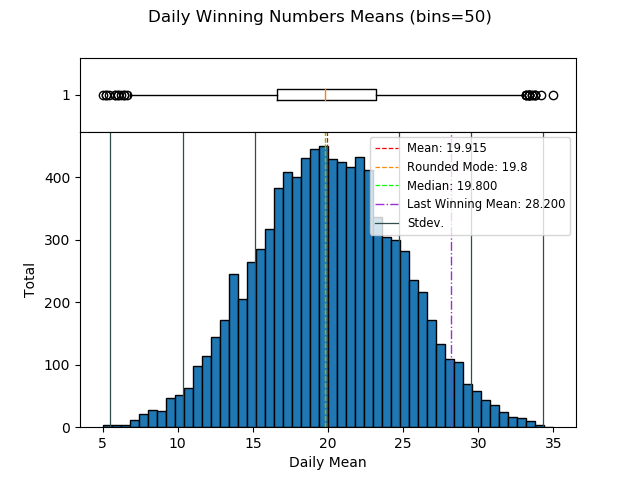 Daily Winning Numbers Means (bins=50)
1
Mean: 19.915
Rounded Mode: 19.8
Median: 19.800
Last Winning Mean: 28.200
Stdev.
400
300
200
100
0
Total
5 10 15 20 25 30 35
Daily Mean